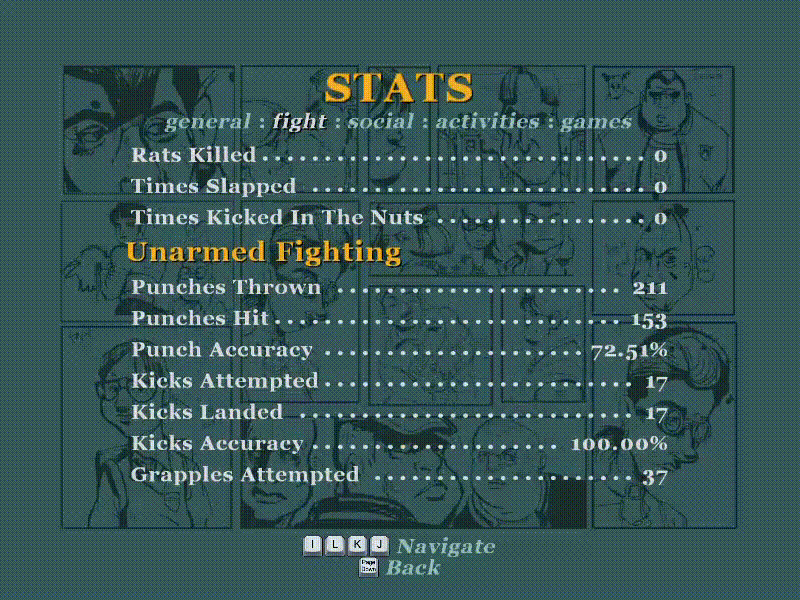 STATS
general : fight : social : activities : games
Rats Killed ........................ 0
Times Slapped ..................... 0
Times Kicked In The Nuts ............. 0
Unarmed Fighting
Punches Thrown .................. 211
Punches Hit ...................... 153
Punch Accuracy ................ 72.51%
Kicks Attempted ................... 17
Kicks Landed ..................... 17
Kicks Accuracy ............... 100.00%
Grapples Attempted ................ 37
I L K J Navigate
Page Down Back